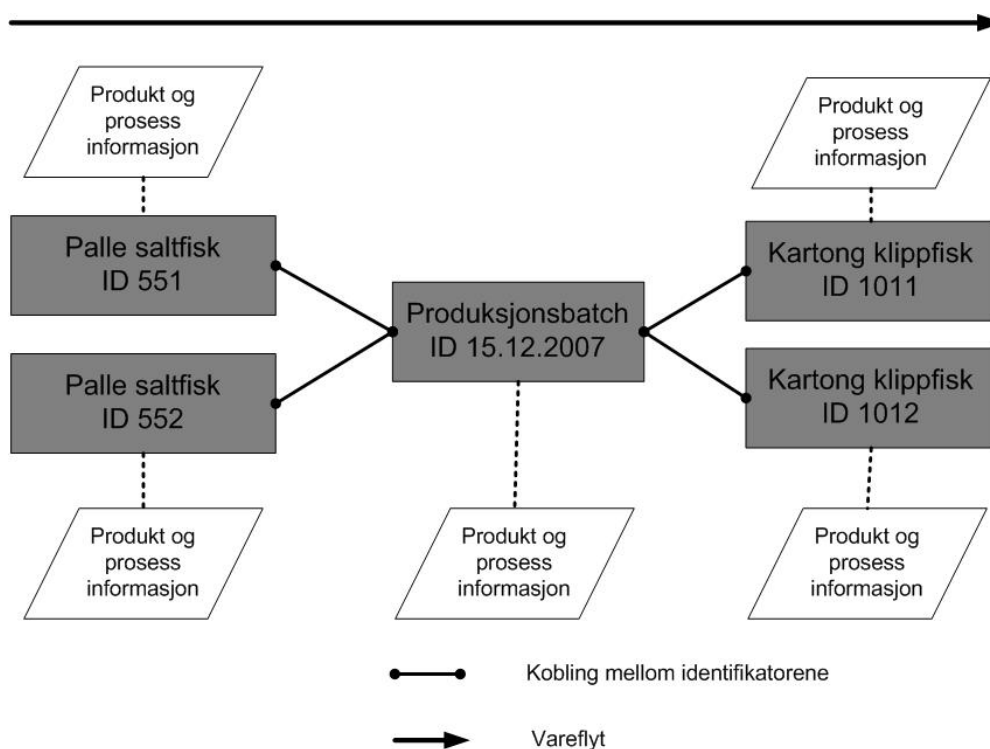 Produkt og
prosess
informasjon
Produkt og
prosess
informasjon
Palle saltfisk
ID 551
Kartong klippfisk
ID 1011
Produksjonsbatch
ID 15.12.2007
Palle saltfisk
ID 552
Kartong klippfisk
ID 1012
Produkt og
prosess
informasjon
Produkt og
prosess
informasjon
Produkt og
prosess
informasjon
Kobling mellom identifikatorene
Vareflyt